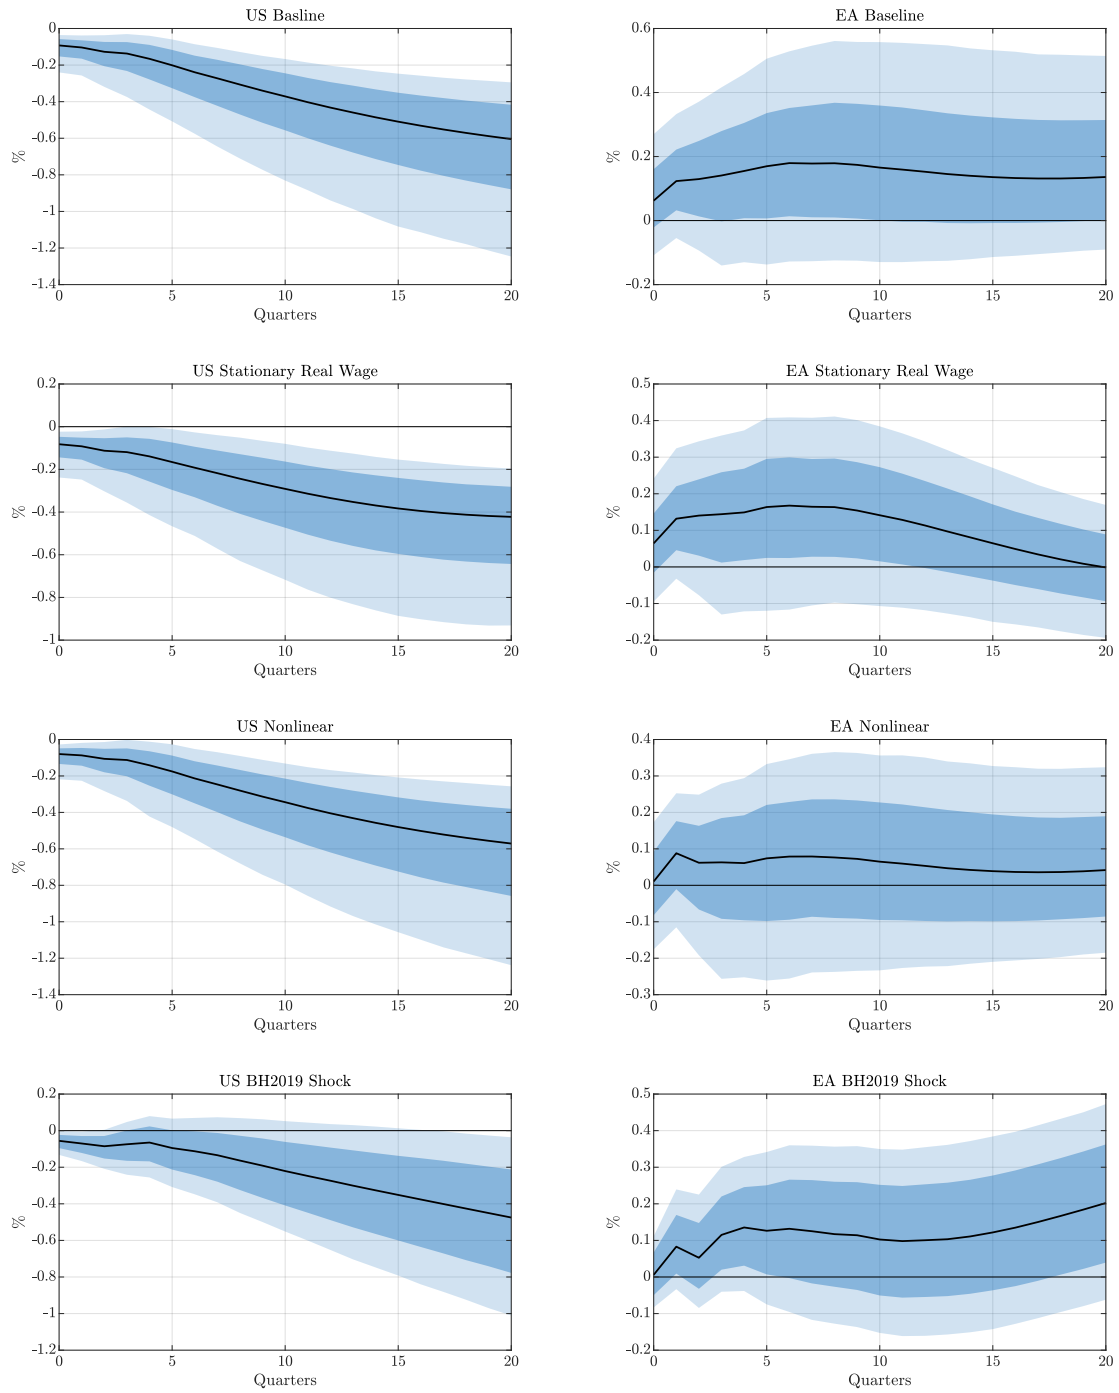 US Basline
0
-0.2
-0.4
-0.6
-0.8
-1
-1.2
-1.4
%
0 5 10 15 20
Quarters
EA Baseline
0.6
0.4
0.2
0
-0.2
%
0 5 10 15 20
Quarters
US Stationary Real Wage
0.2
0
-0.2
-0.4
-0.6
-0.8
-1
%
0 5 10 15 20
Quarters
EA Stationary Real Wage
0.5
0.4
0.3
0.2
0.1
0
-0.1
-0.2
%
0 5 10 15 20
Quarters
US Nonlinear
0
-0.2
-0.4
-0.6
-0.8
-1
-1.2
-1.4
%
0 5 10 15 20
Quarters
EA Nonlinear
0.4
0.3
0.2
0.1
0
-0.1
-0.2
-0.3
%
0 5 10 15 20
Quarters
US BH2019 Shock
0.2
0
-0.2
-0.4
-0.6
-0.8
-1
-1.2
%
0 5 10 15 20
Quarters
EA BH2019 Shock
0.5
0.4
0.3
0.2
0.1
0
-0.1
-0.2
%
0 5 10 15 20
Quarters